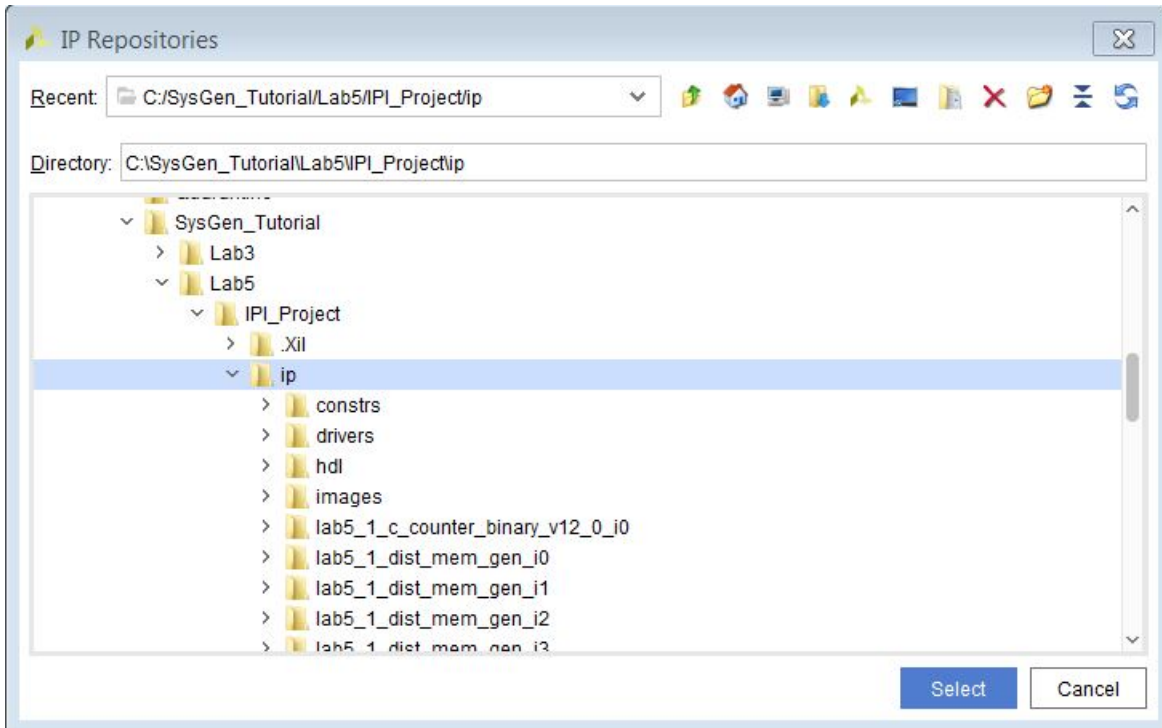 IP Repositories
Recent: C:/SysGen_Tutorial/Lab5/IPI_Project/ip
Directory: C:\SysGen_Tutorial\Lab5\IPI_Project\ip
SysGen_Tutorial
Lab3
Lab5
IPI_Project
.Xil
ip
constrs
drivers
hdl
images
lab5_1_c_counter_binary_v12_0_i0
lab5_1_dist_mem_gen_i0
lab5_1_dist_mem_gen_i1
lab5_1_dist_mem_gen_i2
lab5_1_dist_mem_gen_i3
Select Cancel